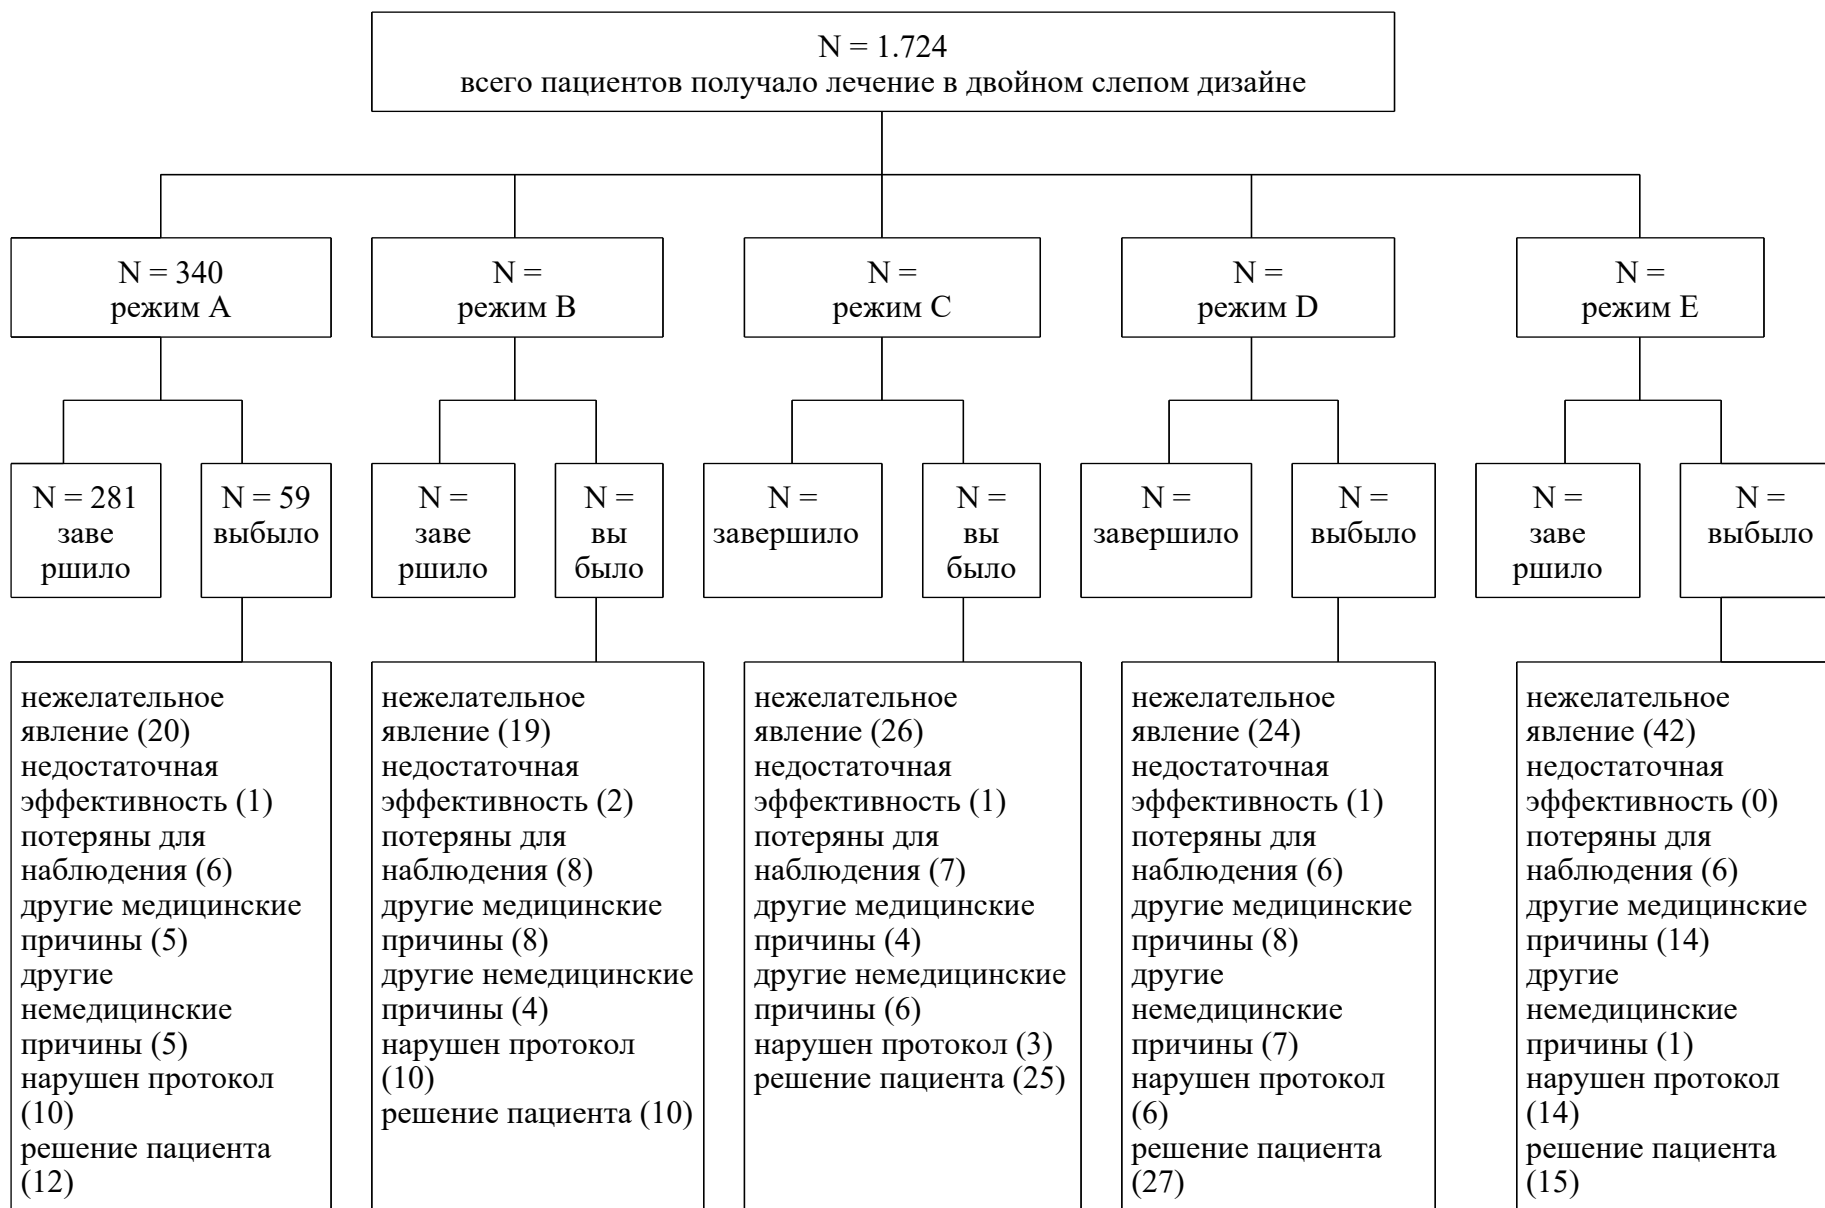 N = 1.724
всего пациентов получало лечение в двойном слепом дизайне
N = 340
режим A
N =
режим B
N =
режим C
N =
режим D
N =
режим E
N = 281
заве
ршило
N = 59
выбыло
N =
заве
ршило
N =
вы
было
N =
завершило
N =
вы
было
N =
завершило
N =
выбыло
N =
заве
ршило
N =
выбыло
нежелательное
явление (20)
недостаточная
эффективность (1)
потеряны для
наблюдения (6)
другие медицинские
причины (5)
другие
немедицинские
причины (5)
нарушен протокол
(10)
решение пациента
(12)
нежелательное
явление (19)
недостаточная
эффективность (2)
потеряны для
наблюдения (8)
другие медицинские
причины (8)
другие немедицинские
причины (4)
нарушен протокол
(10)
решение пациента (10)
нежелательное
явление (26)
недостаточная
эффективность (1)
потеряны для
наблюдения (7)
другие медицинские
причины (4)
другие немедицинские
причины (6)
нарушен протокол (3)
решение пациента (25)
нежелательное
явление (24)
недостаточная
эффективность (1)
потеряны для
наблюдения (6)
другие медицинские
причины (8)
другие
немедицинские
причины (7)
нарушен протокол
(6)
решение пациента
(27)
нежелательное
явление (42)
недостаточная
эффективность (0)
потеряны для
наблюдения (6)
другие медицинские
причины (14)
другие
немедицинские
причины (1)
нарушен протокол
(14)
решение пациента
(15)